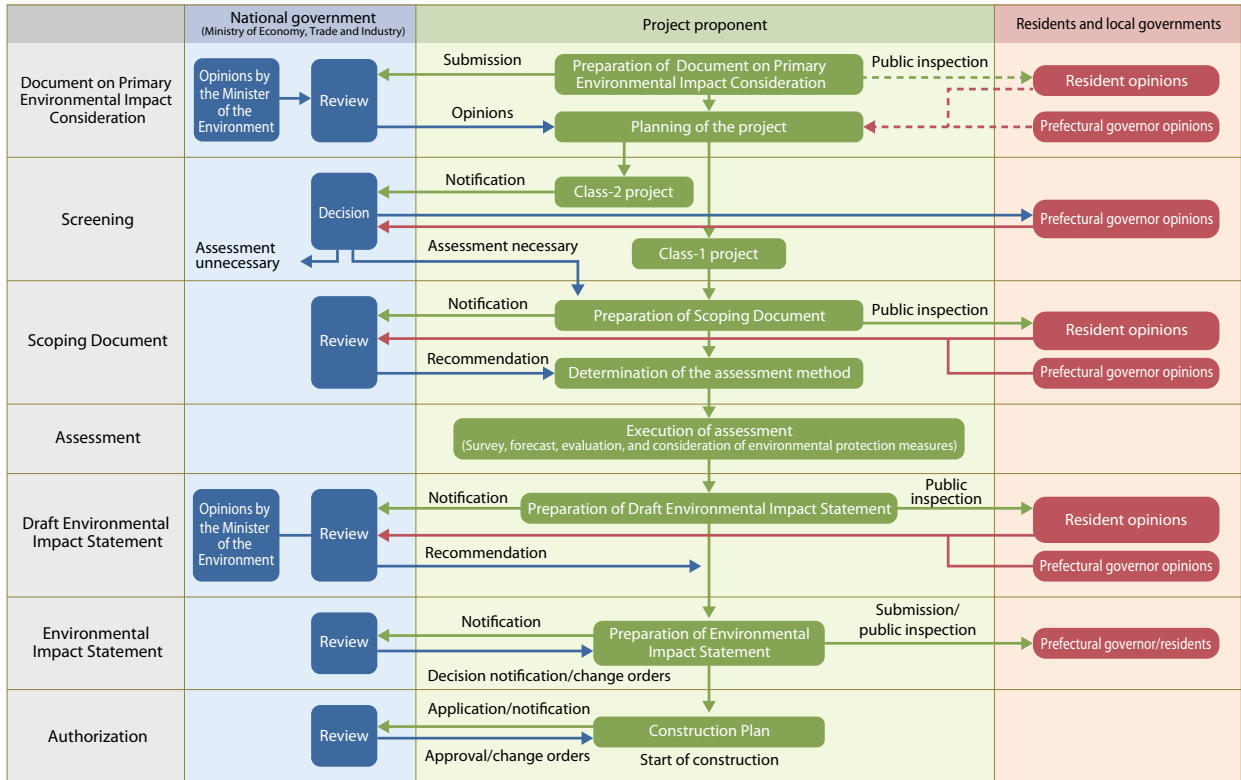 National government
(Ministry of Economy, Trade and Industry)
Project proponent
Residents and local governments
Document on Primary
Environmental Impact
Consideration
Opinions by
the Minister
of the
Environment
Review
Submission
Preparation of Document on Primary
Environmental Impact Consideration
Public inspection
Resident opinions
Opinions
Planning of the project
Prefectural governor opinions
Screening
Notification
Class-2 project
Decision
Prefectural governor opinions
Assessment
unnecessary
Assessment necessary
Class-1 project
Scoping Document
Review
Notification
Preparation of Scoping Document
Public inspection
Resident opinions
Recommendation
Determination of the assessment method
Prefectural governor opinions
Assessment
Execution of assessment
(Survey, forecast, evaluation, and consideration of environmental protection measures)
Draft Environmental
Impact Statement
Opinions by
the Minister
of the
Environment
Review
Notification
Preparation of Draft Environmental Impact Statement
Public
inspection
Resident opinions
Recommendation
Prefectural governor opinions
Environmental
Impact Statement
Review
Notification
Preparation of Environmental
Impact Statement
Submission/
public inspection
Prefectural governor/residents
Decision notification/change orders
Authorization
Review
Application/notification
Construction Plan
Approval/change orders
Start of construction